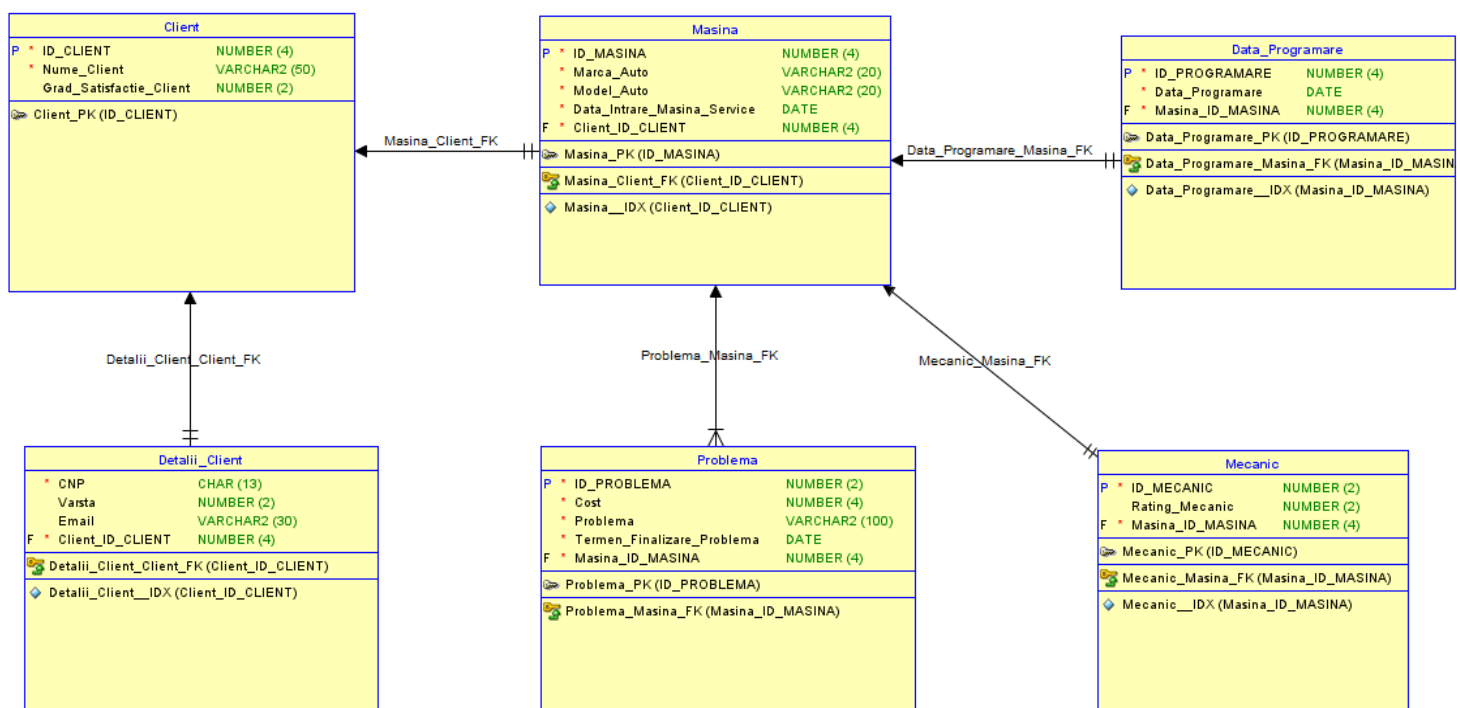 Client
P * ID_CLIENT NUMBER (4)
* Nume_Client VARCHAR2 (50)
Grad_Satisfactie_Client NUMBER (2)
Client_PK (ID_CLIENT)
Masina_Client_FK
Masina
P * ID_MASINA NUMBER (4)
* Marca_Auto VARCHAR2 (20)
* Model_Auto VARCHAR2 (20)
* Data_Intrare_Masina_Service DATE
F * Client_ID_CLIENT NUMBER (4)
Masina_PK (ID_MASINA)
Masina_Client_FK (Client_ID_CLIENT)
Masina__IDX (Client_ID_CLIENT)
Data_Programare_Masina_FK
Data_Programare
P * ID_PROGRAMARE NUMBER (4)
* Data_Programare DATE
F * Masina_ID_MASINA NUMBER (4)
Data_Programare_PK (ID_PROGRAMARE)
Data_Programare_Masina_FK (Masina_ID_MASIN
Data_Programare__IDX (Masina_ID_MASINA)
Detalii_Client_Client_FK
Problema_Masina_FK
Mecanic_Masina_FK
Detalii_Client
* CNP CHAR (13)
Varsta NUMBER (2)
Email VARCHAR2 (30)
F * Client_ID_CLIENT NUMBER (4)
Detalii_Client_Client_FK (Client_ID_CLIENT)
Detalii_Client__IDX (Client_ID_CLIENT)
Problema
P * ID_PROBLEMA NUMBER (2)
* Cost NUMBER (4)
* Problema VARCHAR2 (100)
* Termen_Finalizare_Problema DATE
F * Masina_ID_MASINA NUMBER (4)
Problema_PK (ID_PROBLEMA)
Problema_Masina_FK (Masina_ID_MASINA)
Mecanic
P * ID_MECANIC NUMBER (2)
Rating_Mecanic NUMBER (2)
F * Masina_ID_MASINA NUMBER (4)
Mecanic_PK (ID_MECANIC)
Mecanic_Masina_FK (Masina_ID_MASINA)
Mecanic__IDX (Masina_ID_MASINA)